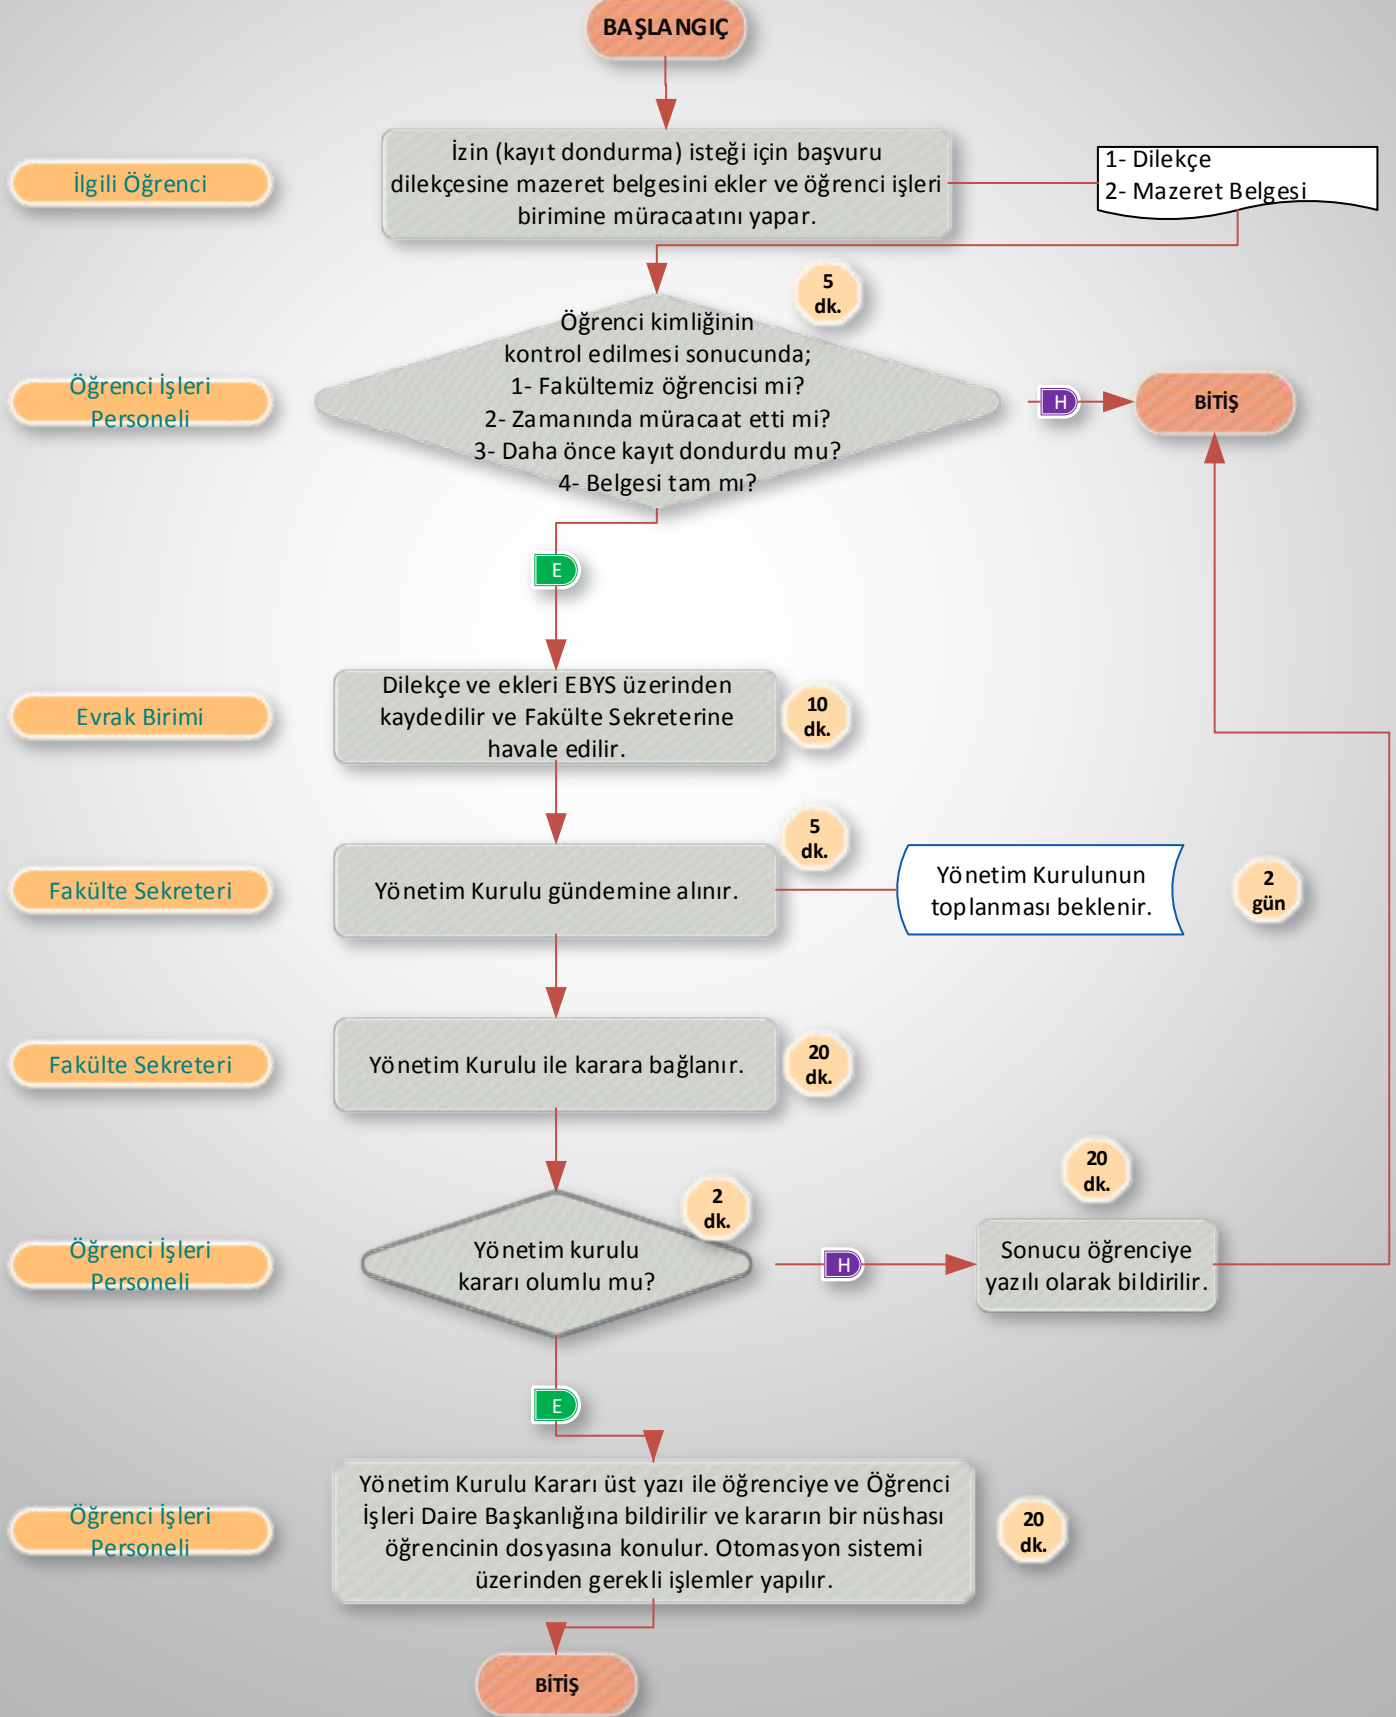 BAŞLANGIÇ
İlgili Öğrenci
İzin (kayıt dondurma) isteği için başvuru
dilekçesine mazeret belgesini ekler ve öğrenci işleri
birimine müracaatını yapar.
1- Dilekçe
2- Mazeret Belgesi
5
dk.
Öğrenci İşleri
Personeli
Öğrenci kimliğinin
kontrol edilmesi sonucunda;
1- Fakültemiz öğrencisi mi?
2- Zamanında müracaat etti mi?
3- Daha önce kayıt dondurdu mu?
4- Belgesi tam mı?
H
BİTİŞ
E
Evrak Birimi
Dilekçe ve ekleri EBYS üzerinden
kaydedilir ve Fakülte Sekreterine
havale edilir.
10
dk.
Fakülte Sekreteri
Yönetim Kurulu gündemine alınır.
5
dk.
Yönetim Kurulunun
toplanması beklenir.
2
gün
Fakülte Sekreteri
Yönetim Kurulu ile karara bağlanır.
20
dk.
Öğrenci İşleri
Personeli
Yönetim kurulu
kararı olumlu mu?
2
dk.
H
20
dk.
Sonucu öğrenciye
yazılı olarak bildirilir.
E
Öğrenci İşleri
Personeli
Yönetim Kurulu Kararı üst yazı ile öğrenciye ve Öğrenci
İşleri Daire Başkanlığına bildirilir ve kararın bir nüshası
öğrencinin dosyasına konulur. Otomasyon sistemi
üzerinden gerekli işlemler yapılır.
20
dk.
BİTİŞ